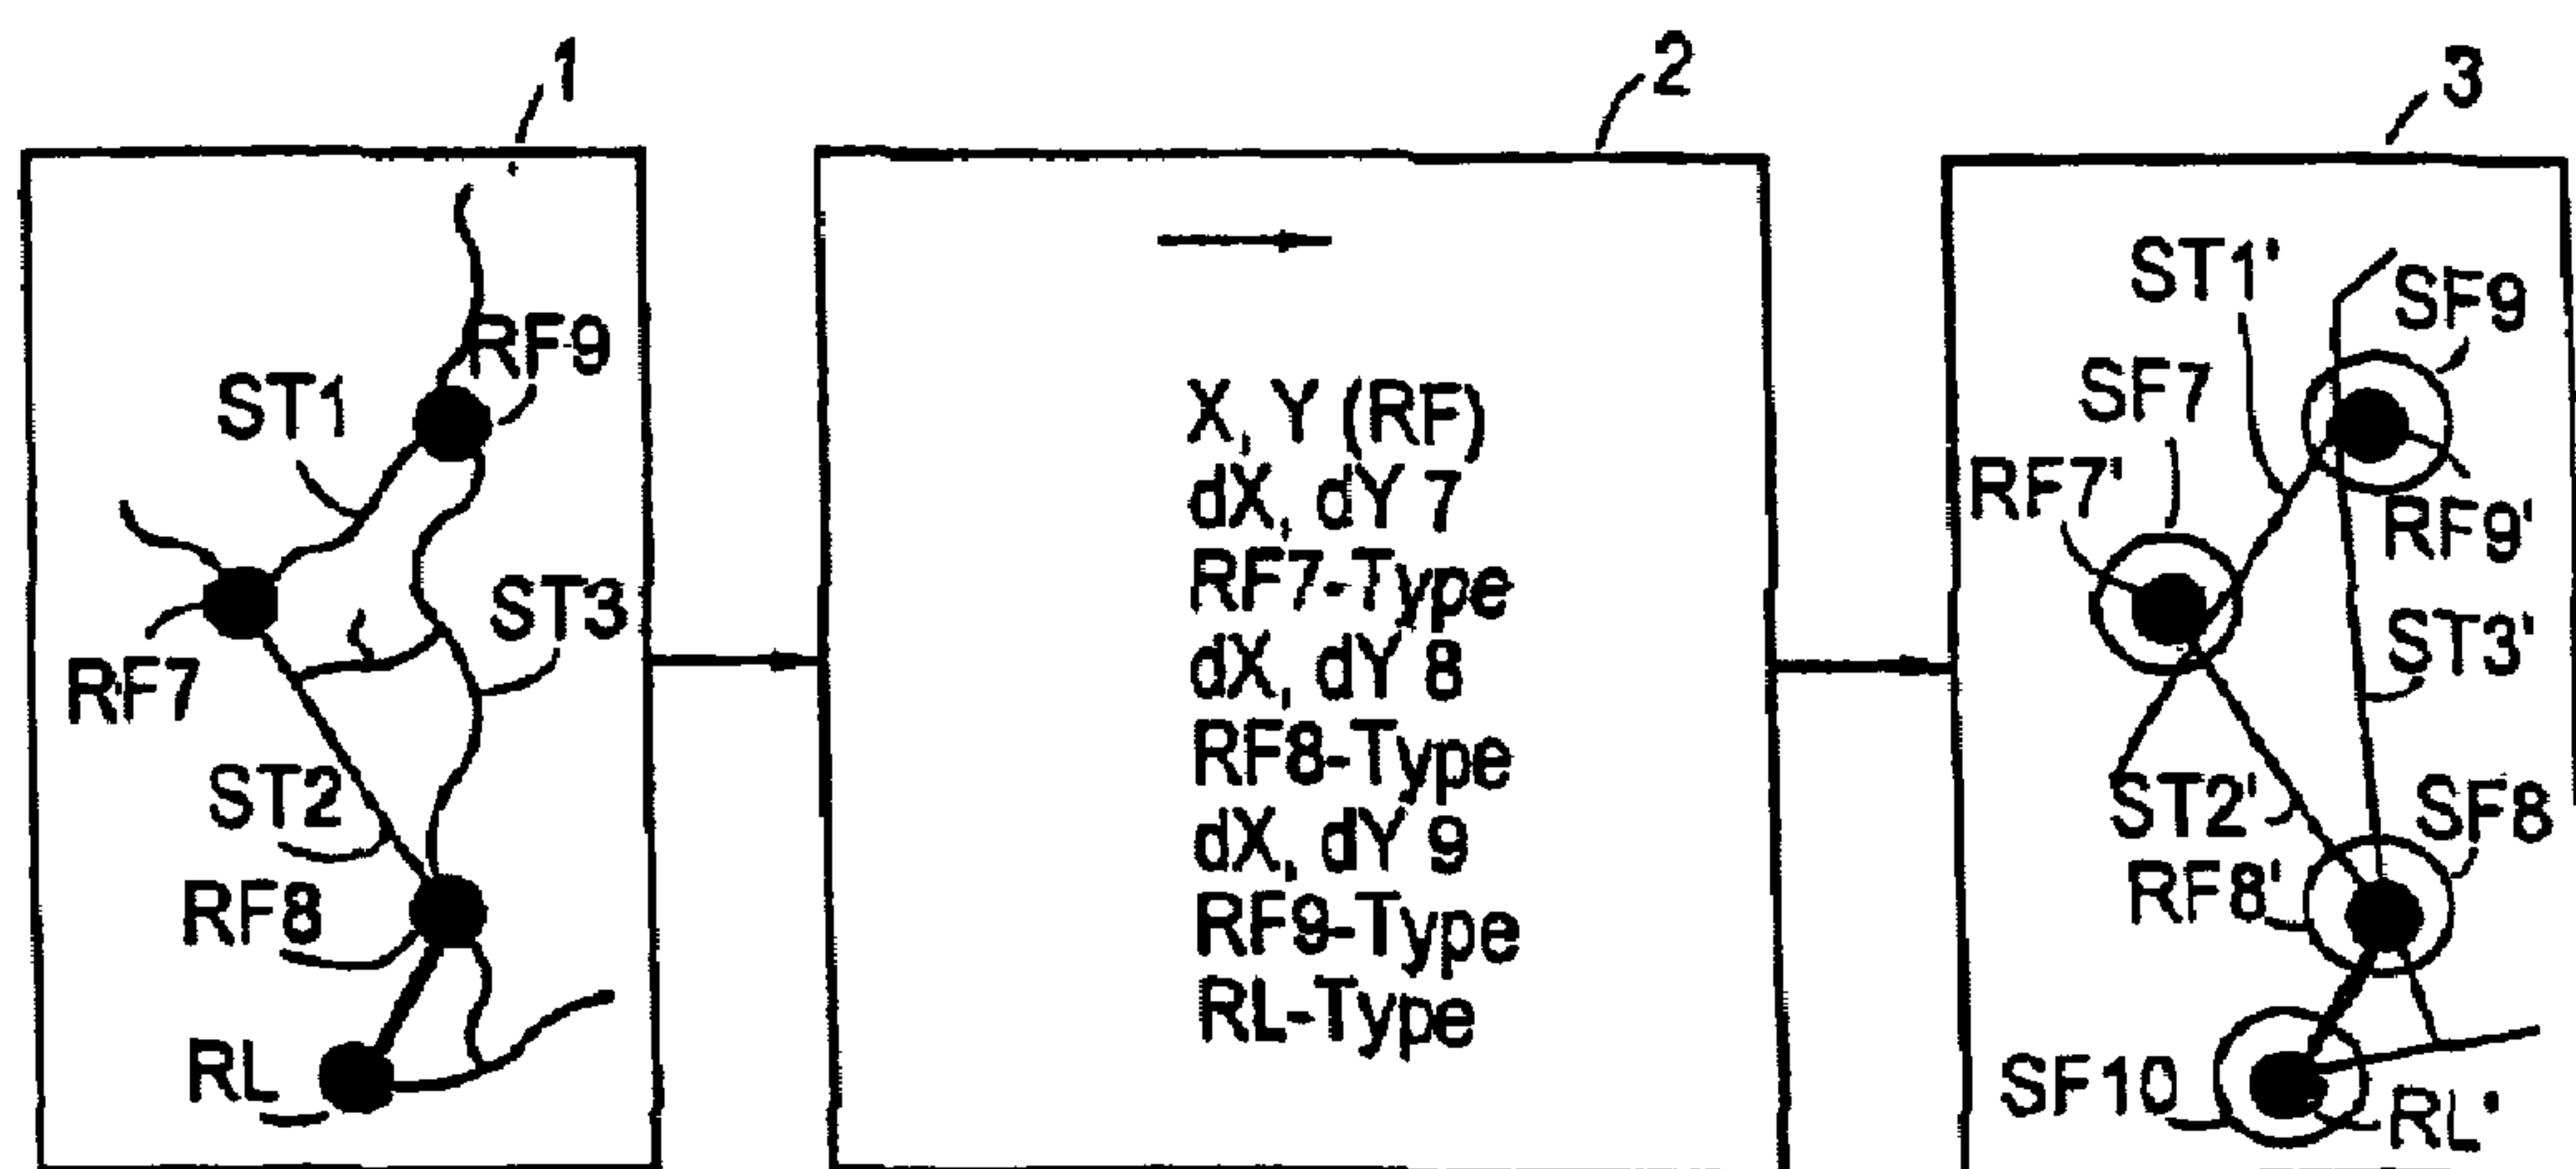 1
2
3
RF9
ST1
ST3
RF7
ST2
RF8
RL
X, Y (RF)
dX, dY 7
RF7-Type
dX, dY 8
RF8-Type
dX, dY 9
RF9-Type
RL-Type
ST1'
SF9
SF7
RF7'
RF9'
ST3'
ST2'
SF8
RF8'
SF10
RL'